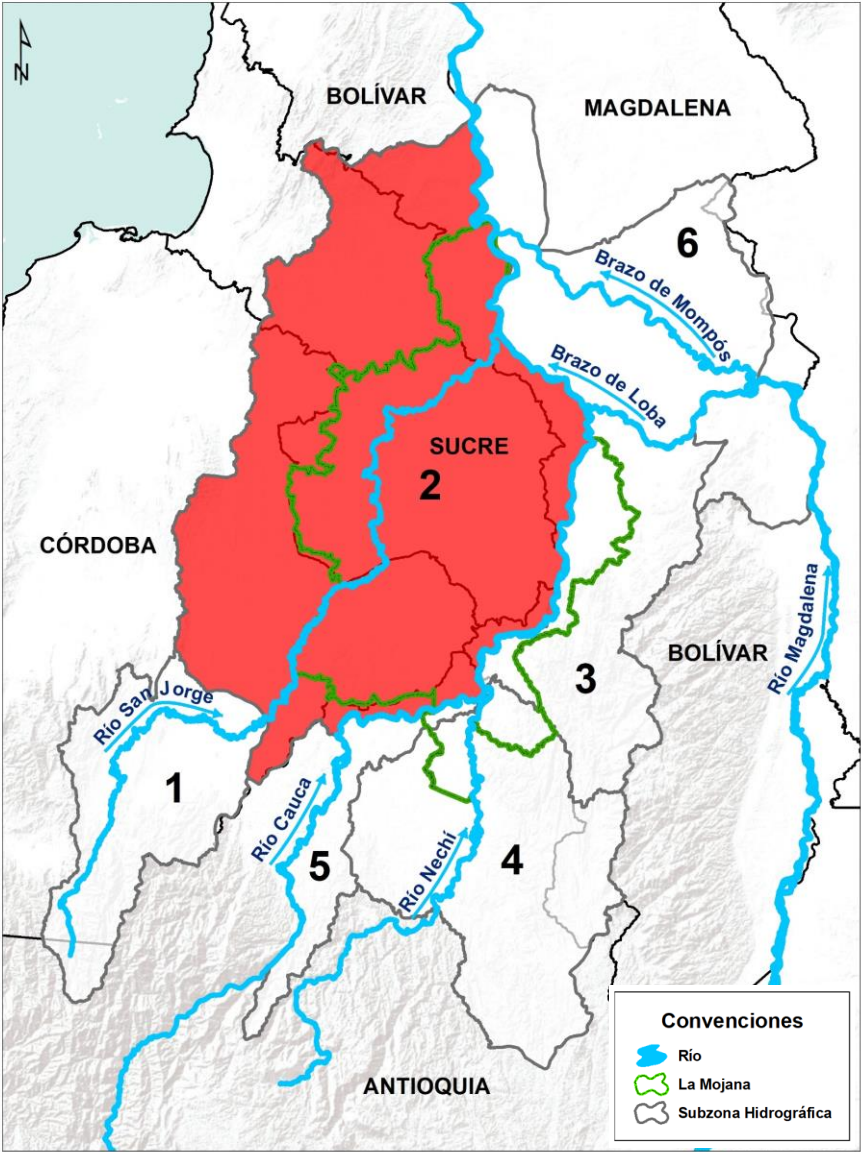 N
BOLÍVAR
MAGDALENA
6
Brazo de Mompós
Brazo de Loba
SUCRE
2
CÓRDOBA
Río Magdalena
BOLÍVAR
3
Río San Jorge
1
Río Cauca
5
Río Nechí
4
ANTIOQUIA
Convenciones
Río
La Mojana
Subzona Hidrográfica